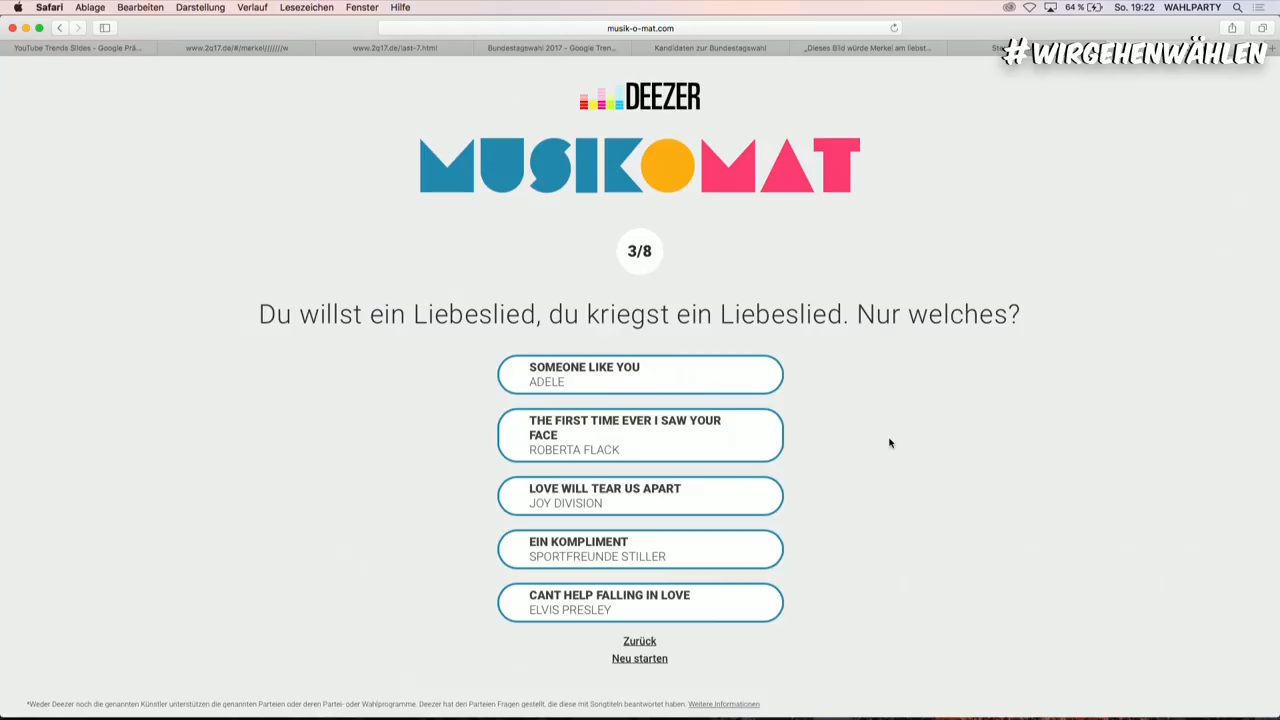 Safari Ablage Bearbeiten Darstellung Verlauf Lesezeichen Fenster Hilfe 64 % So. 19:22 WAHLPARTY
musik-o-mat.com
YouTube Trends Slides - Google Prä... www.2q17.de/#/merkel///////w www.2q17.de/last-7.html Bundestagswahl 2017 - Google Tren... Kandidaten zur Bundestagswahl „Dieses Bild würde Merkel am liebst...
#WIRGEHENWÄHLEN
DEEZER
MUSIKOMAT
3/8
Du willst ein Liebeslied, du kriegst ein Liebeslied. Nur welches?
SOMEONE LIKE YOU
ADELE
THE FIRST TIME EVER I SAW YOUR
FACE
ROBERTA FLACK
LOVE WILL TEAR US APART
JOY DIVISION
EIN KOMPLIMENT
SPORTFREUNDE STILLER
CANT HELP FALLING IN LOVE
ELVIS PRESLEY
Zurück
Neu starten
*Weder Deezer noch die genannten Künstler unterstützen die genannten Parteien oder deren Partei- oder Wahlprogramme. Deezer hat den Parteien Fragen gestellt, die diese mit Songtiteln beantwortet haben. Weitere Informationen